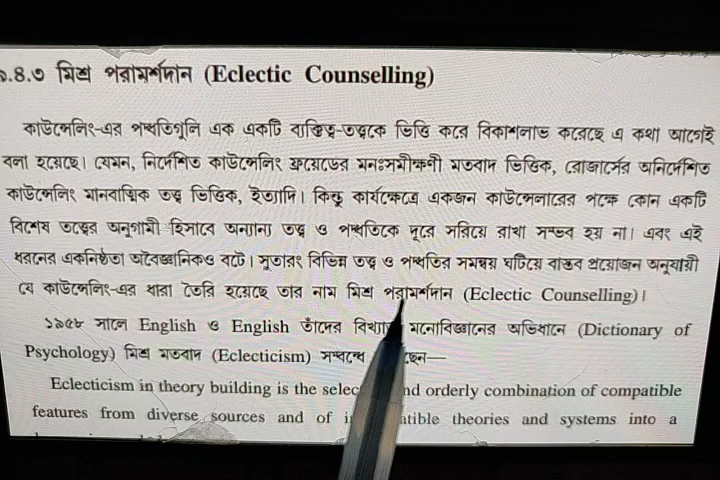 ৯.৪.৩ মিশ্র পরামর্শদান (Eclectic Counselling)
কাউন্সেলিং-এর পদ্ধতিগুলি এক একটি ব্যক্তিত্ব-তত্ত্বকে ভিত্তি করে বিকাশলাভ করেছে এ কথা আগেই
বলা হয়েছে। যেমন, নির্দেশিত কাউন্সেলিং ফ্রয়েডের মনঃসমীক্ষণী মতবাদ ভিত্তিক, রোজার্সের অনির্দেশিত
কাউন্সেলিং মানবাত্মিক তত্ত্ব ভিত্তিক, ইত্যাদি। কিন্তু কার্যক্ষেত্রে একজন কাউন্সেলারের পক্ষে কোন একটি
বিশেষ তত্ত্বের অনুগামী হিসাবে অন্যান্য তত্ত্ব ও পদ্ধতিকে দূরে সরিয়ে রাখা সম্ভব হয় না। এবং এই
ধরনের একনিষ্ঠতা অবৈজ্ঞানিকও বটে। সুতরাং বিভিন্ন তত্ত্ব ও পদ্ধতির সমন্বয় ঘটিয়ে বাস্তব প্রয়োজন অনুযায়ী
যে কাউন্সেলিং-এর ধারা তৈরি হয়েছে তার নাম মিশ্র পরামর্শদান (Eclectic Counselling)।
১৯৫৮ সালে English ও English তাঁদের বিখ্যাত মনোবিজ্ঞানের অভিধানে (Dictionary of
Psychology) মিশ্র মতবাদ (Eclecticism) সম্বন্ধে
Eclecticism in theory building is the orderly combination of compatible
features from diverse sources and of theories and systems into a